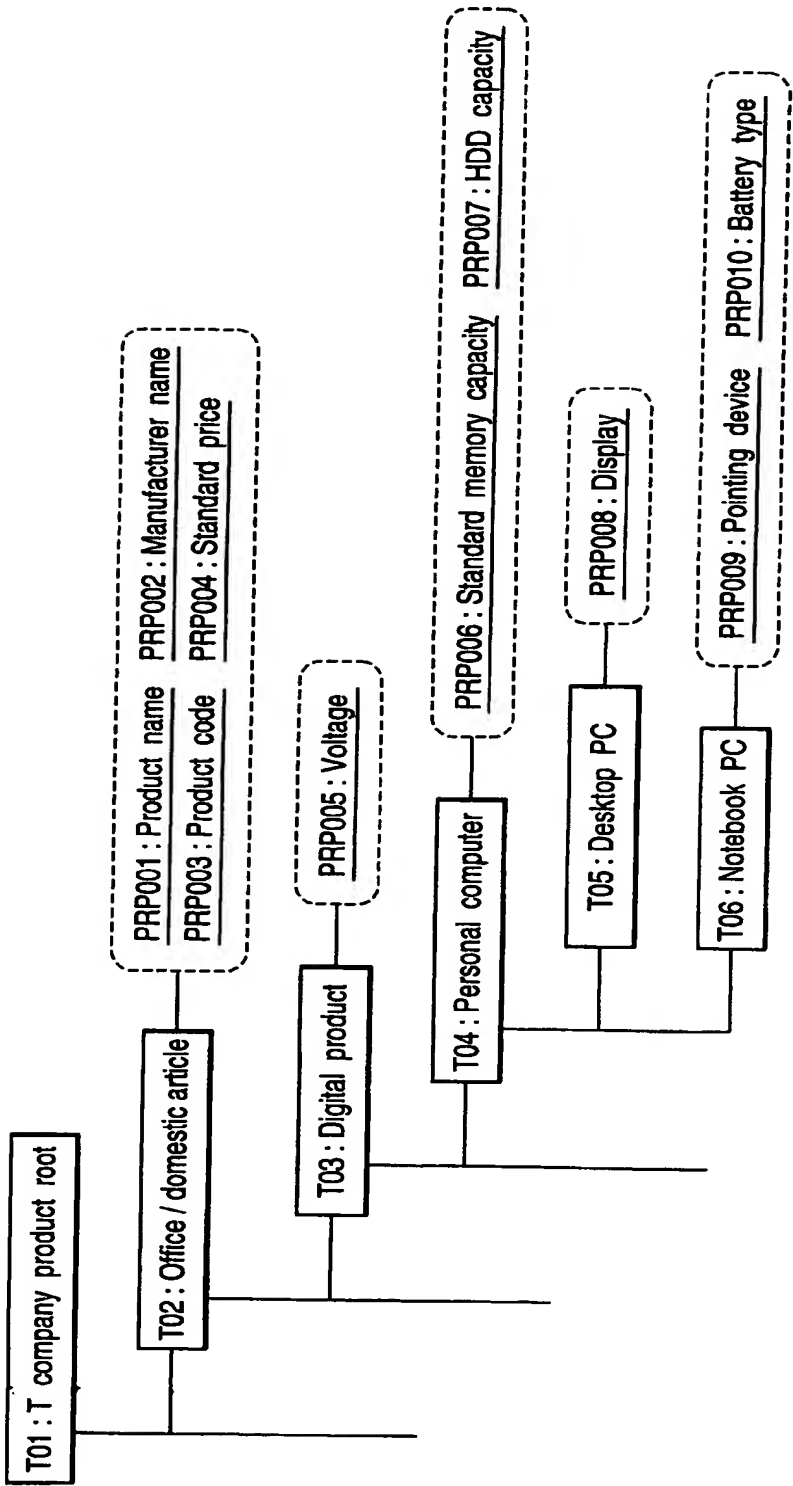 T01 : T company product root
T02 : Office / domestic article
PRP001 : Product name PRP002 : Manufacturer name
PRP003 : Product code PRP004 : Standard price
T03 : Digital product
PRP005 : Voltage
T04 : Personal computer
PRP006 : Standard memory capacity PRP007 : HDD capacity
T05 : Desktop PC
PRP008 : Display
T06 : Notebook PC
PRP009 : Pointing device PRP010 : Battery type